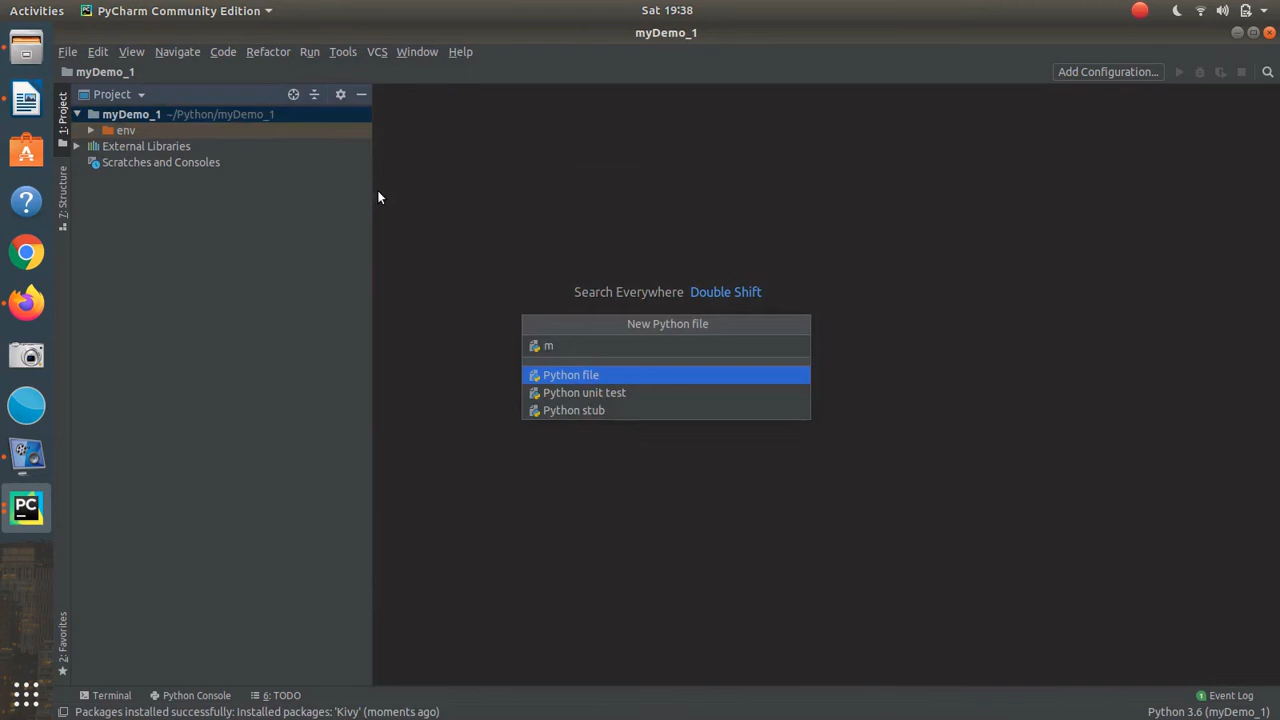 Activities PyCharm Community Edition Sat 19:38
myDemo_1
File Edit View Navigate Code Refactor Run Tools VCS Window Help
myDemo_1 Add Configuration...
1: Project
Project
myDemo_1 ~/Python/myDemo_1
env
External Libraries
Scratches and Consoles
7: Structure
Search Everywhere Double Shift
New Python file
m
Python file
Python unit test
Python stub
PC
2: Favorites
Terminal Python Console 6: TODO 1 Event Log
Packages installed successfully: Installed packages: 'Kivy' (moments ago) Python 3.6 (myDemo_1)